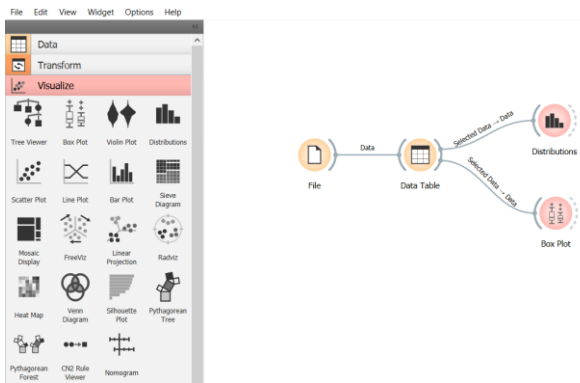 File Edit View Widget Options Help
Data
Transform
Visualize
Tree Viewer
Box Plot
Violin Plot
Distributions
Scatter Plot
Line Plot
Bar Plot
Sieve
Diagram
Mosaic
Display
FreeViz
Linear
Projection
Radviz
Heat Map
Venn
Diagram
Silhouette
Plot
Pythagorean
Tree
Pythagorean
Forest
CN2 Rule
Viewer
Nomogram
File
Data
Data Table
Selected Data → Data
Distributions
Selected Data → Data
Box Plot